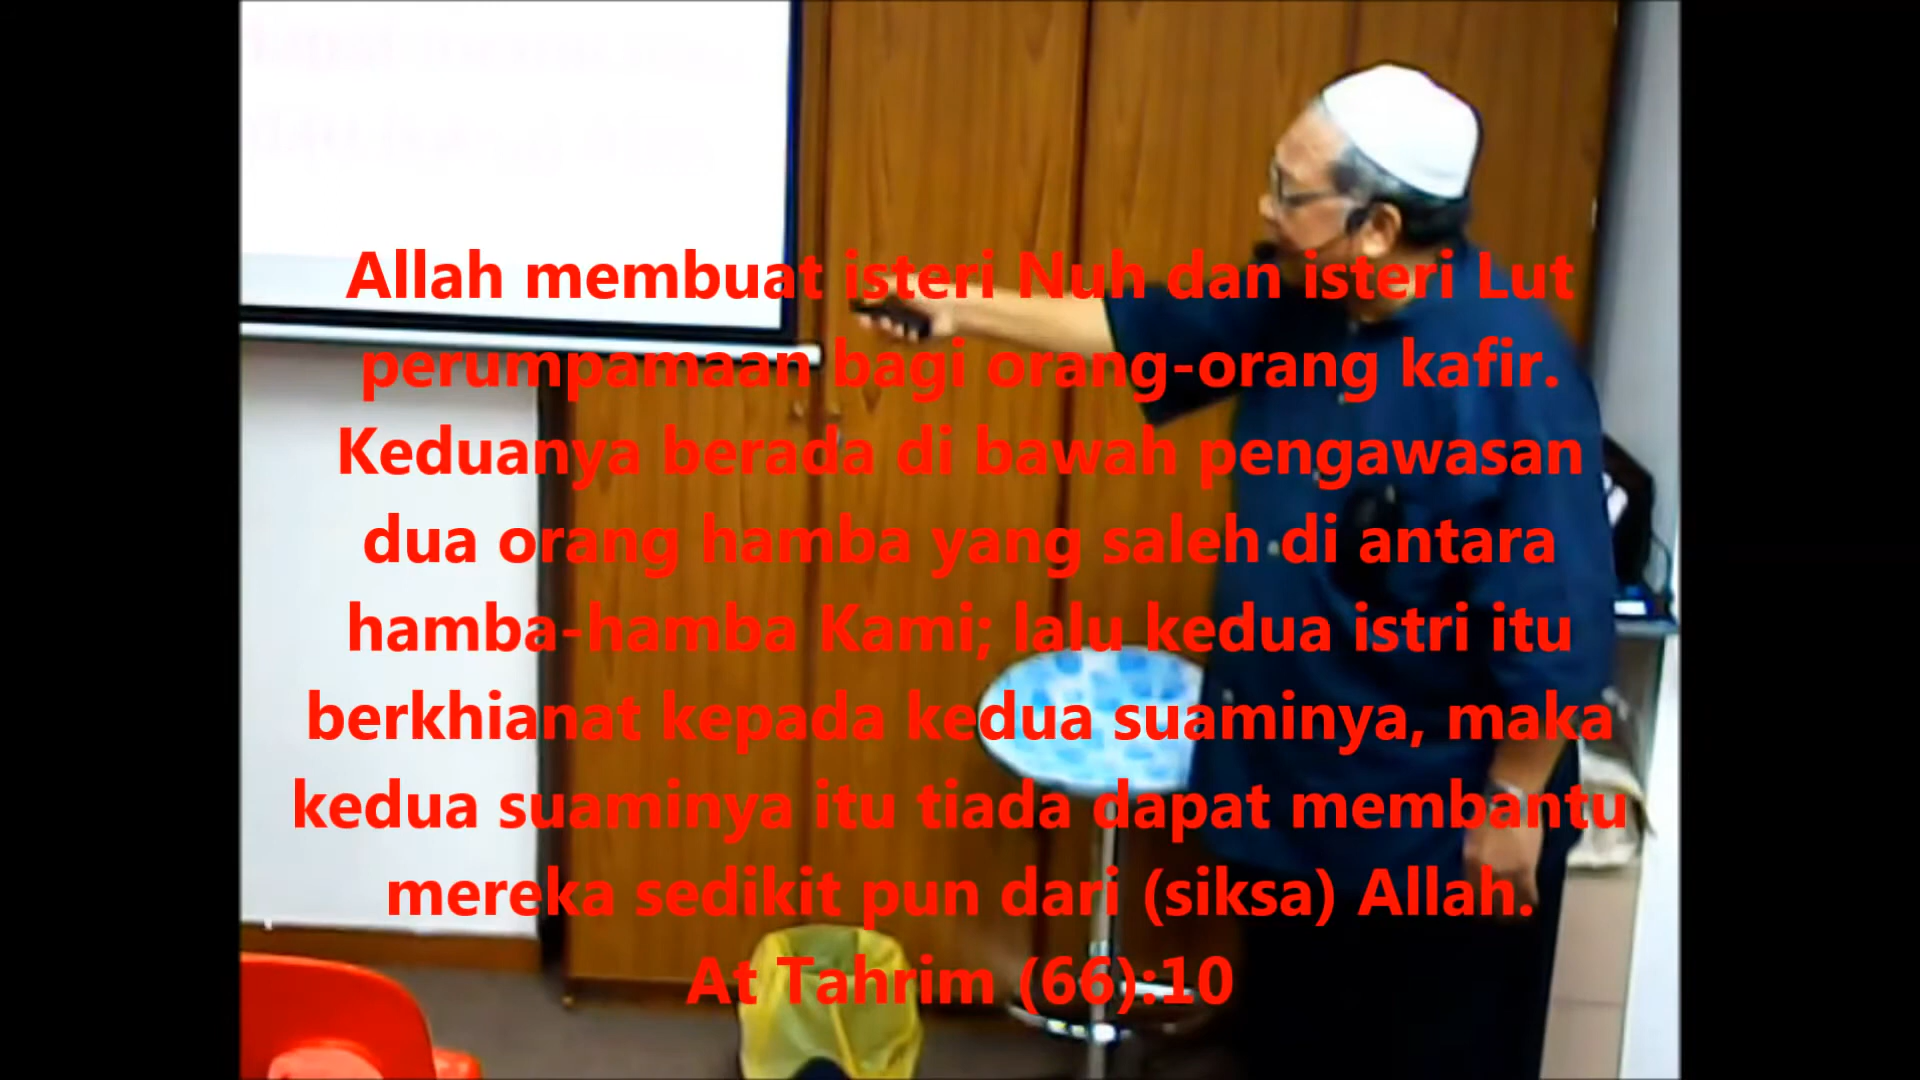 Allah membuat isteri Nuh dan isteri Lut
perumpamaan bagi orang-orang kafir.
Keduanya berada di bawah pengawasan
dua orang hamba yang saleh di antara
hamba-hamba Kami; lalu kedua istri itu
berkhianat kepada kedua suaminya, maka
kedua suaminya itu tiada dapat membantu
mereka sedikit pun dari (siksa) Allah.
At Tahrim (66):10